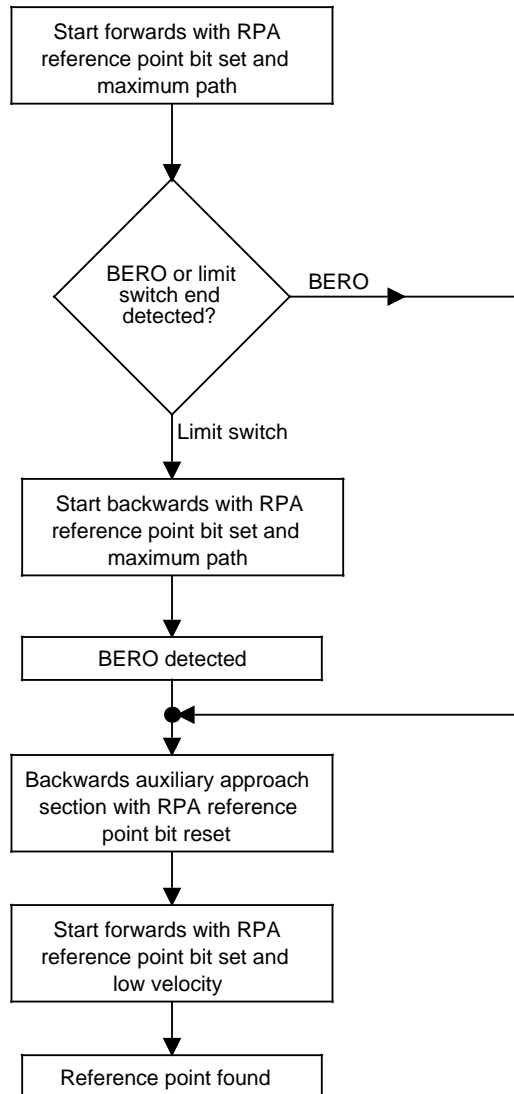 Start forwards with RPA
reference point bit set and
maximum path
BERO or limit
switch end
detected?
BERO
Limit switch
Start backwards with RPA
reference point bit set and
maximum path
BERO detected
Backwards auxiliary approach
section with RPA reference
point bit reset
Start forwards with RPA
reference point bit set and
low velocity
Reference point found